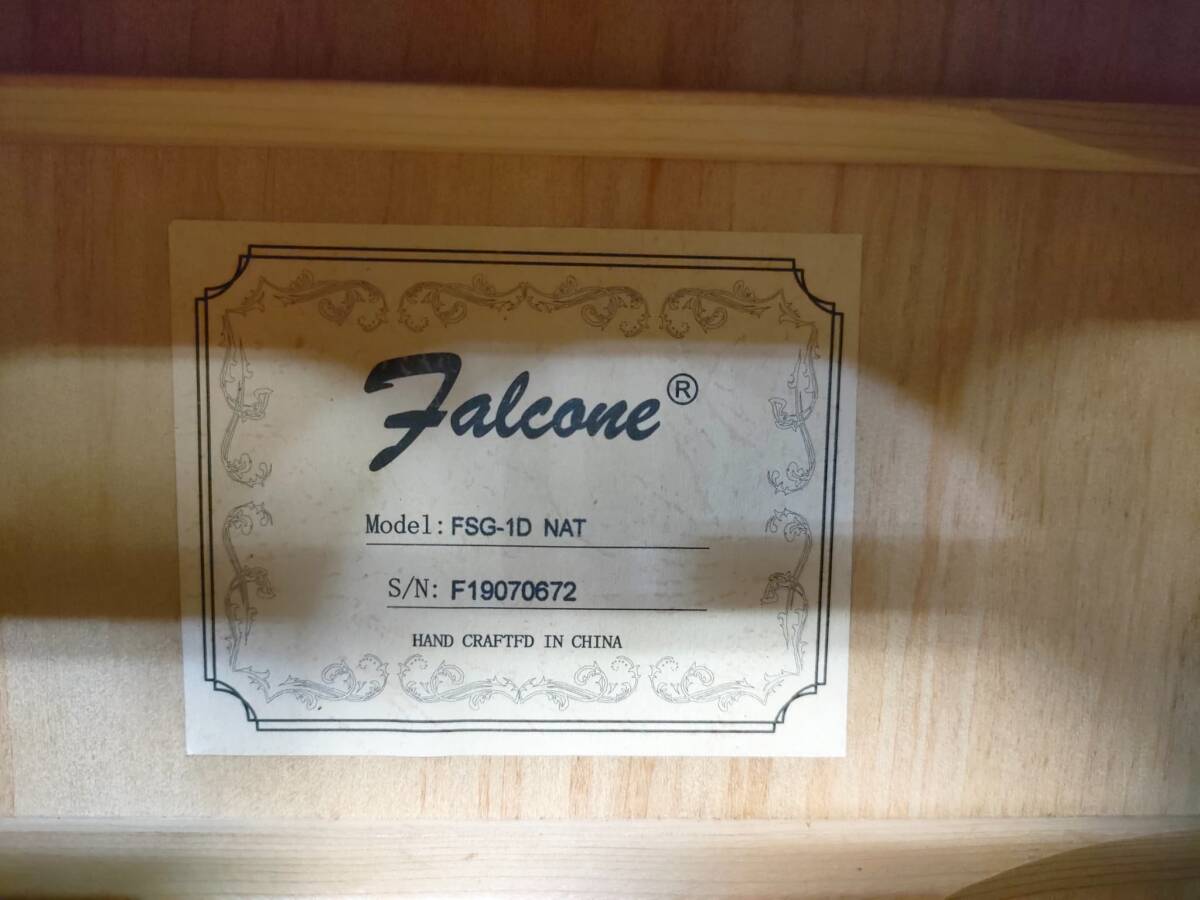 Falcone®
Model: FSG-1D NAT
S/N: F19070672
HAND CRAFTFD IN CHINA